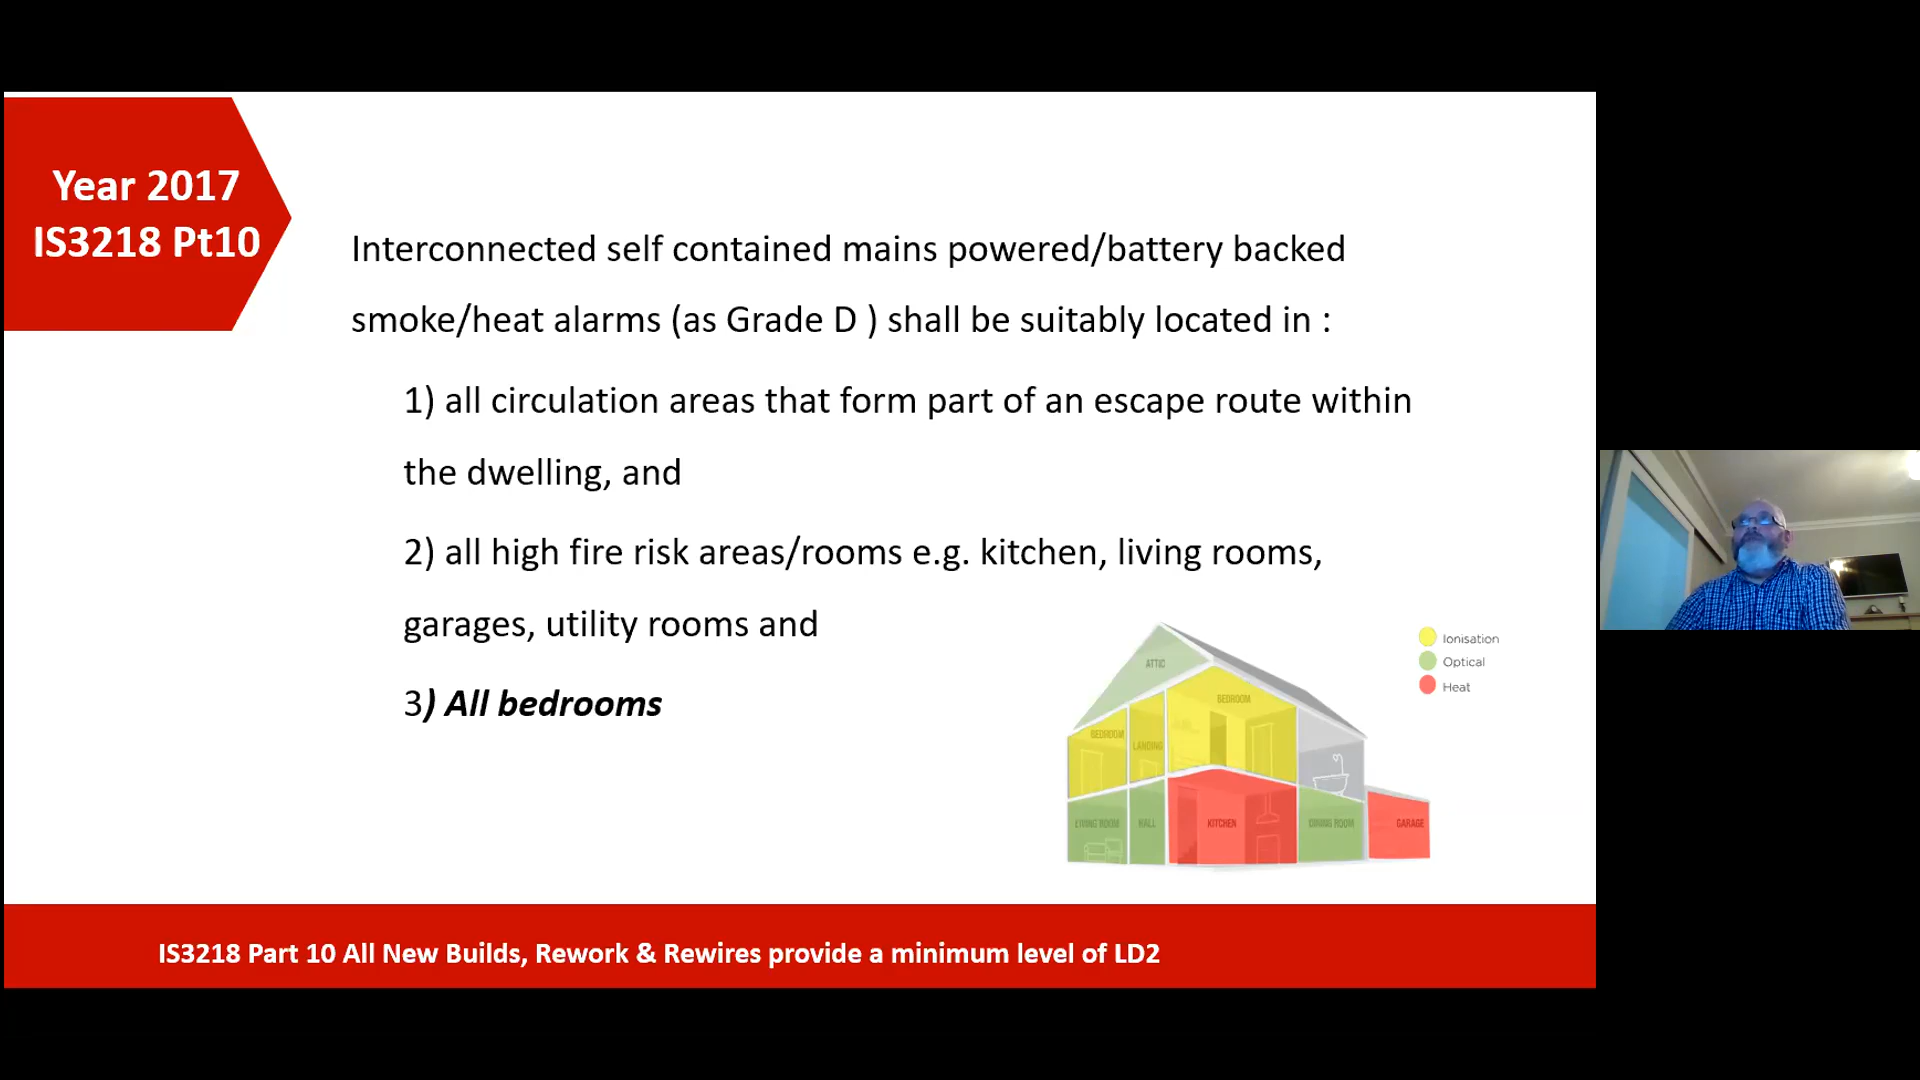 Year 2017
IS3218 Pt10
Interconnected self contained mains powered/battery backed
smoke/heat alarms (as Grade D ) shall be suitably located in :
1) all circulation areas that form part of an escape route within
the dwelling, and
2) all high fire risk areas/rooms e.g. kitchen, living rooms,
garages, utility rooms and
3) All bedrooms
Ionisation
Optical
Heat
ATTIC
BEDROOM
BEDROOM
LANDING
LIVING ROOM
HALL
KITCHEN
DINING ROOM
GARAGE
IS3218 Part 10 All New Builds, Rework & Rewires provide a minimum level of LD2